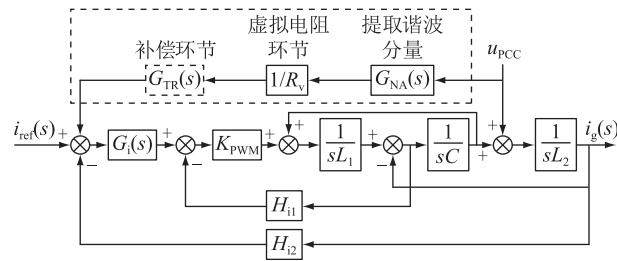 补偿环节
虚拟电阻
环节
提取谐波
分量
u_PCC
G_TR(s)
1/R_v
G_NA(s)
i_ref(s)
+
−
G_i(s)
+
−
K_PWM
+
+
1/sL_1
+
−
1/sC
+
+
1/sL_2
i_g(s)
H_i1
H_i2
+